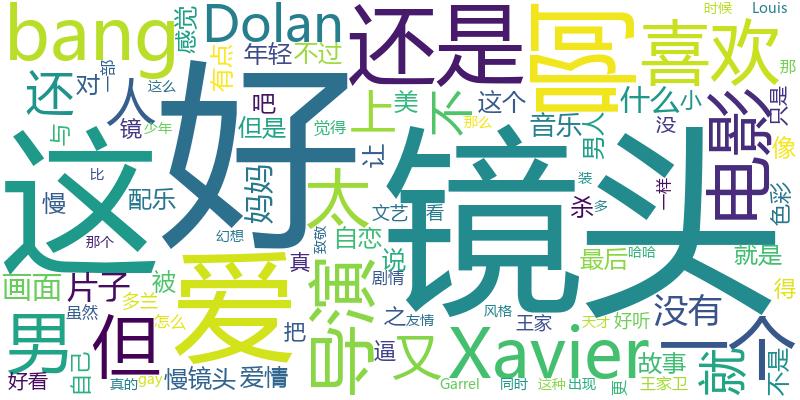 bang
Dolan
还是
啊
喜欢
时候
Louis
感觉
有点
年轻
不过
还
对
一部
这么
人
吧
上
美
不
这个
什么
小
电影
那
只是
与
镜
少年
但是
觉得
那么
音乐
男人
没
像
这
好
镜头
比
配乐
妈妈
让
太
文艺
看
装
多
杀
一样
色彩
慢
那个
幻想
致敬
自恋
说
最后
哈哈
就是
画面
片子
被
真
爱
导演
剧情
得
多兰
虽然
怎么
把
之
友情
风格
王家
天才
好听
没有
一个
男
但
逼
又
Xavier
故事
就
不是
好看
自己
真的
gay
慢镜头
爱情
Garrel
同时
这种
出现
更
王家卫